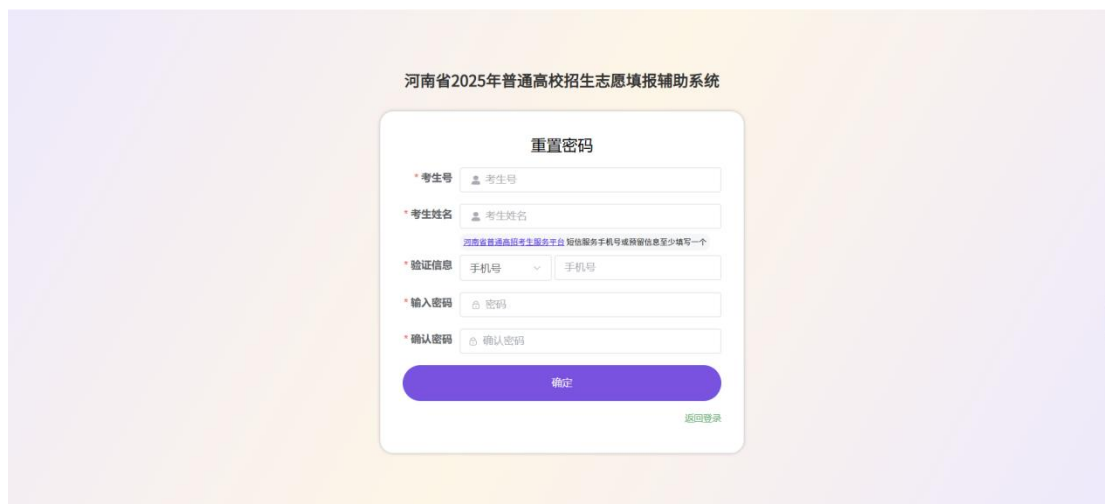 河南省2025年普通高校招生志愿填报辅助系统
重置密码
* 考生号 考生号
* 考生姓名 考生姓名
河南省普通高招考生服务平台 短信服务手机号或预留信息至少填写一个
* 验证信息 手机号 手机号
* 输入密码 密码
* 确认密码 确认密码
确定
返回登录